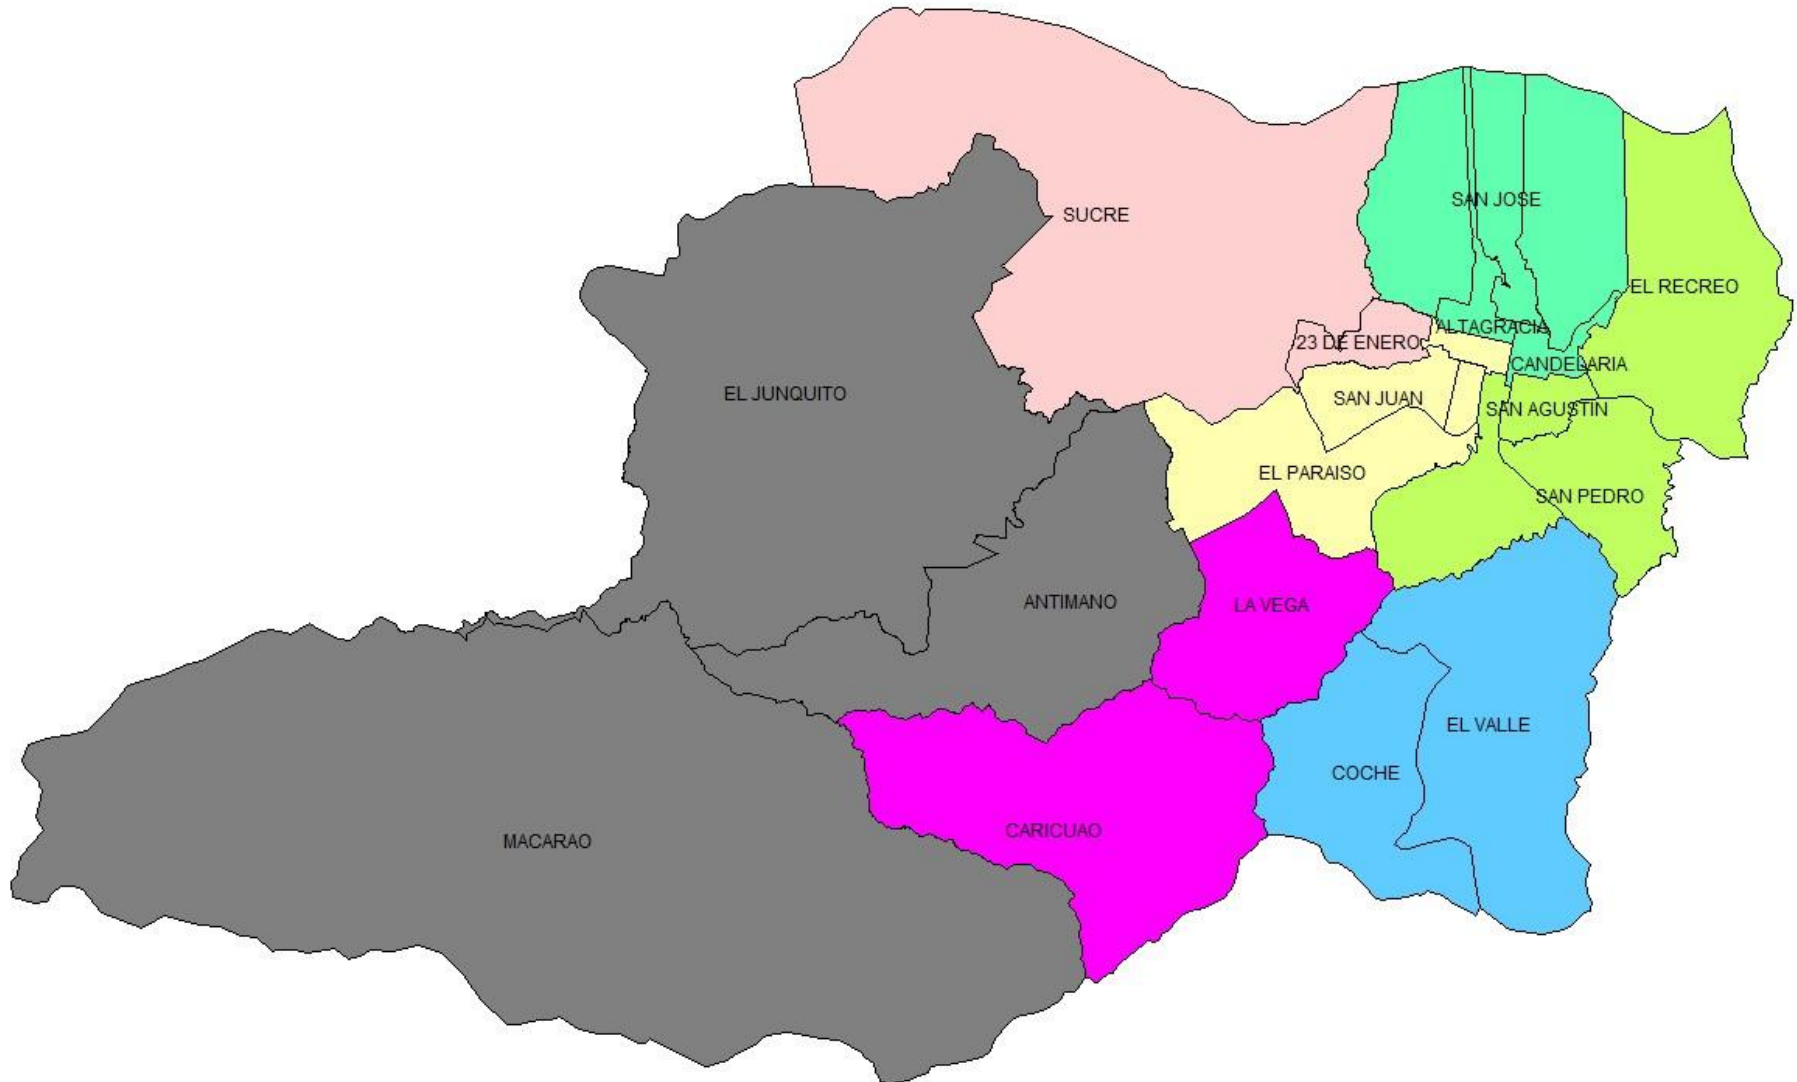 SAN JOSE
SUCRE
EL RECREO
ALTAGRACIA
23 DE ENERO
CANDELARIA
EL JUNQUITO
SAN JUAN
SAN AGUSTIN
EL PARAISO
SAN PEDRO
ANTIMANO
LA VEGA
EL VALLE
COCHE
CARICUAO
MACARAO